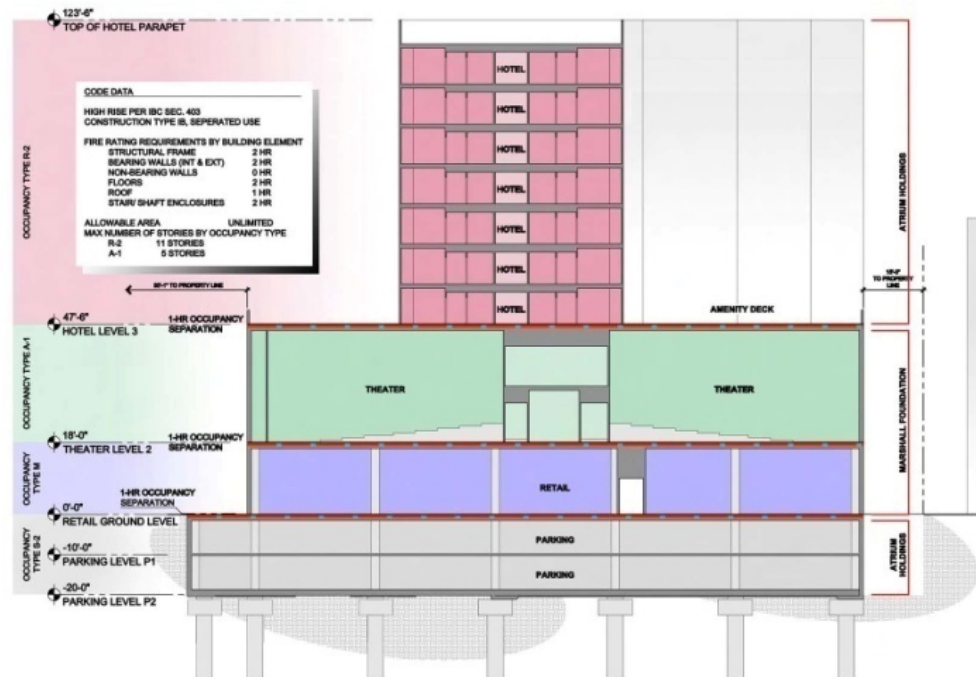 123'-6"
TOP OF HOTEL PARAPET
CODE DATA
HIGH RISE PER IBC SEC. 403
CONSTRUCTION TYPE IB, SEPERATED USE
FIRE RATING REQUIREMENTS BY BUILDING ELEMENT
STRUCTURAL FRAME 2 HR
BEARING WALLS (INT & EXT) 2 HR
NON-BEARING WALLS 0 HR
FLOORS 2 HR
ROOF 1 HR
STAIR/ SHAFT ENCLOSURES 2 HR
ALLOWABLE AREA UNLIMITED
MAX NUMBER OF STORIES BY OCCUPANCY TYPE
R-2 11 STORIES
A-1 5 STORIES
OCCUPANCY TYPE R-2
HOTEL
HOTEL
HOTEL
HOTEL
HOTEL
HOTEL
HOTEL
ATRIUM HOLDINGS
TO PROPERTY LINE
TO PROPERTY
LINE
AMENITY DECK
47'-6"
HOTEL LEVEL 3
1-HR OCCUPANCY
SEPARATION
OCCUPANCY TYPE A-1
THEATER
THEATER
MARSHALL FOUNDATION
18'-0"
THEATER LEVEL 2
1-HR OCCUPANCY
SEPARATION
OCCUPANCY
TYPE M
RETAIL
1-HR OCCUPANCY
SEPARATION
0'-0"
RETAIL GROUND LEVEL
OCCUPANCY
TYPE S-2
PARKING
-10'-0"
PARKING LEVEL P1
PARKING
ATRIUM
HOLDINGS
-20-0"
PARKING LEVEL P2